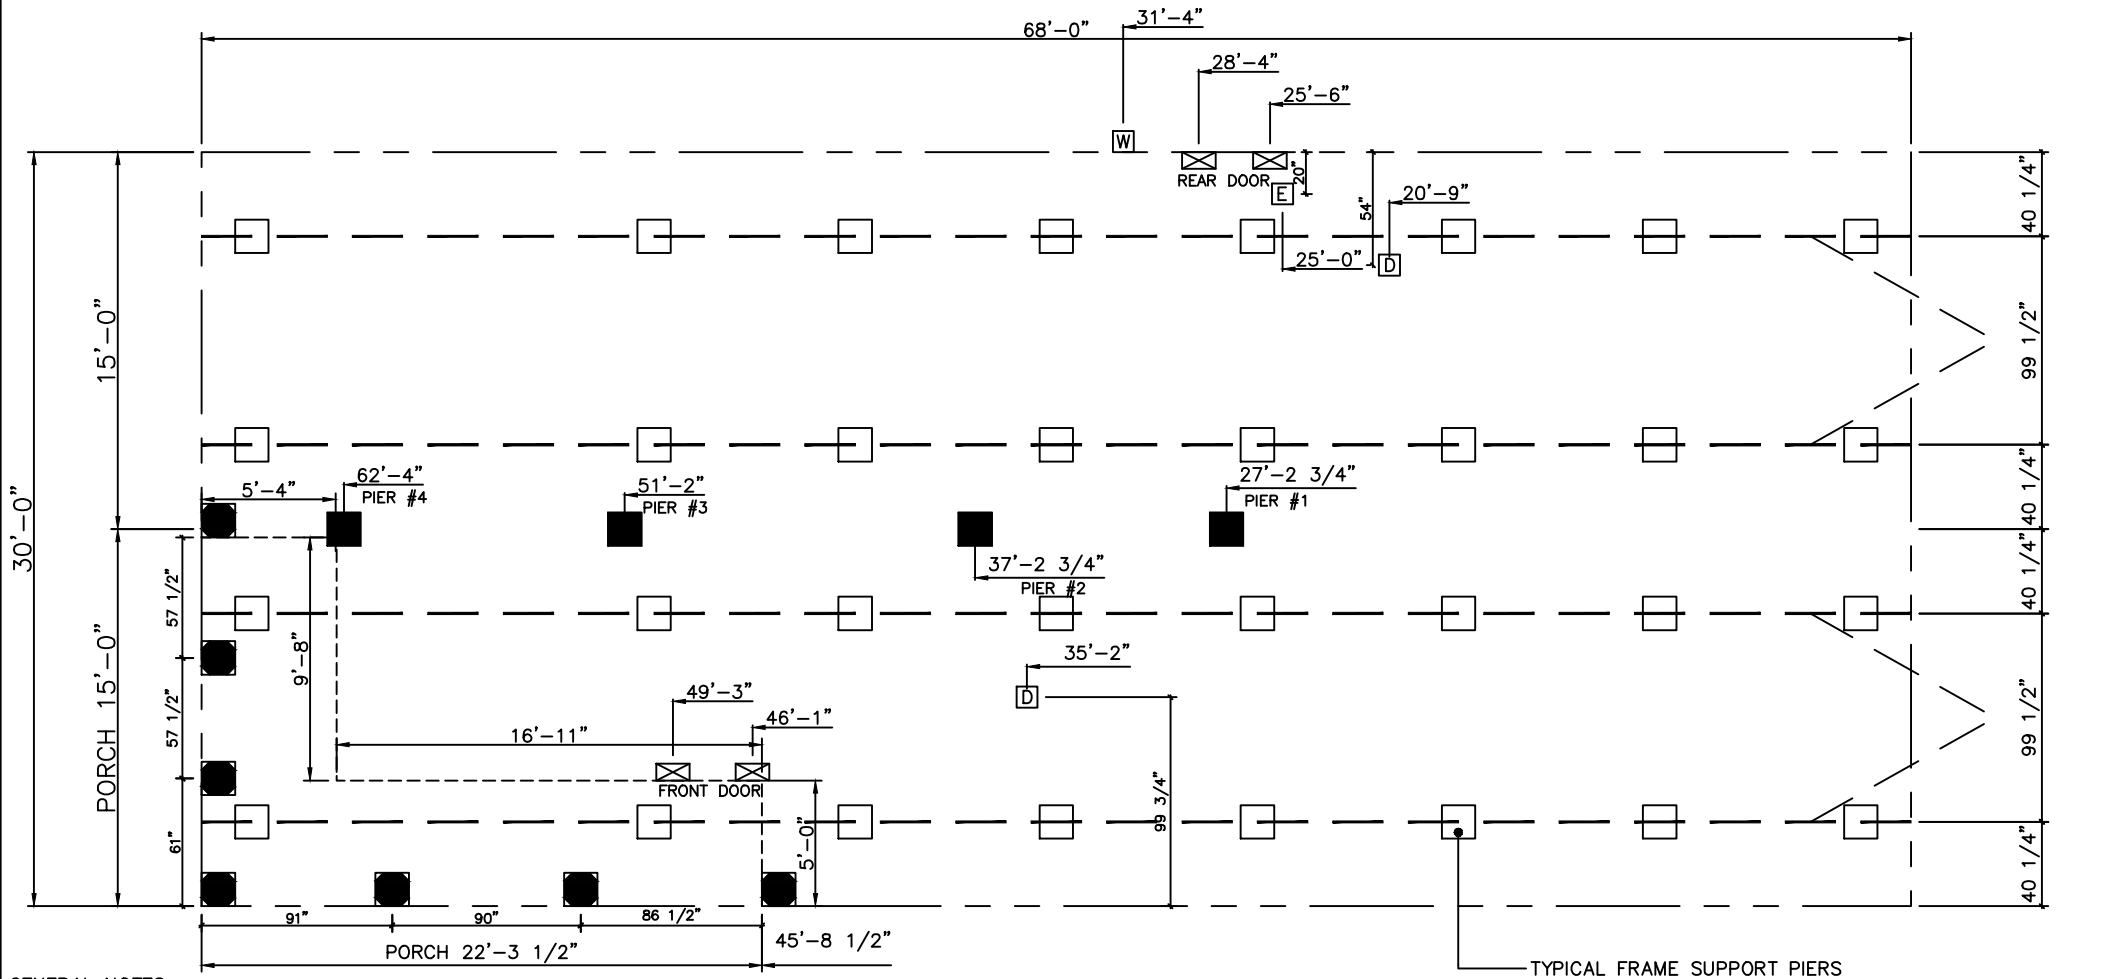 31'-4"
68'-0"
28'-4"
25'-6"
W
REAR DOOR
20"
E
54"
20'-9"
40 1/4"
25'-0"
D
15'-0"
99 1/2"
30'-0"
62'-4"
5'-4"
PIER #4
51'-2"
PIER #3
27'-2 3/4"
PIER #1
40 1/4"
37'-2 3/4"
PIER #2
40 1/4"
57 1/2"
9'-8"
PORCH 15'-0"
35'-2"
D
49'-3"
46'-1"
57 1/2"
16'-11"
99 1/2"
FRONT DOOR
99 3/4"
61"
5'-0"
40 1/4"
91"
90"
86 1/2"
PORCH 22'-3 1/2"
45'-8 1/2"
TYPICAL FRAME SUPPORT PIERS